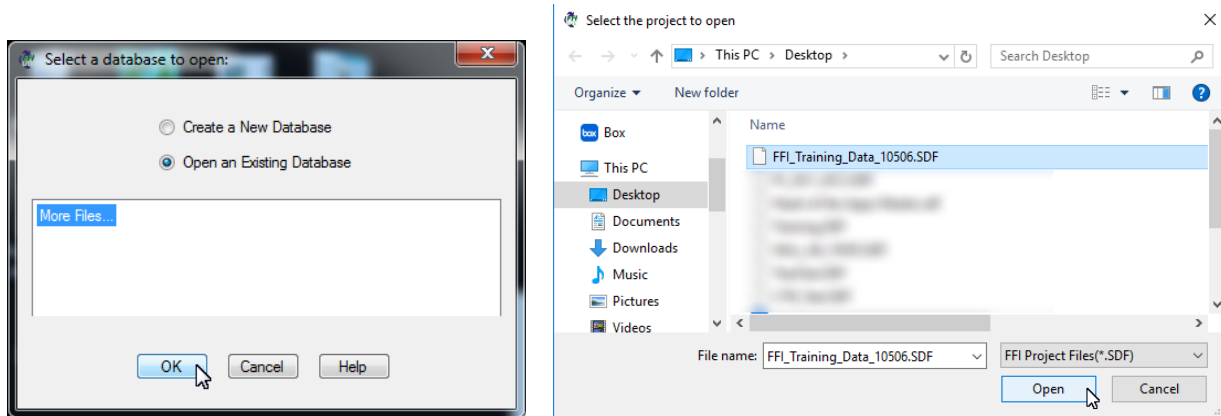 Select a database to open:
Create a New Database
Open an Existing Database
More Files...
OK Cancel Help
Select the project to open
This PC > Desktop >
Search Desktop
Organize New folder
?
box Box
This PC
Desktop
Documents
Downloads
Music
Pictures
Videos
Name
FFI_Training_Data_10506.SDF
File name: FFI_Training_Data_10506.SDF
FFI Project Files(*.SDF)
Open Cancel